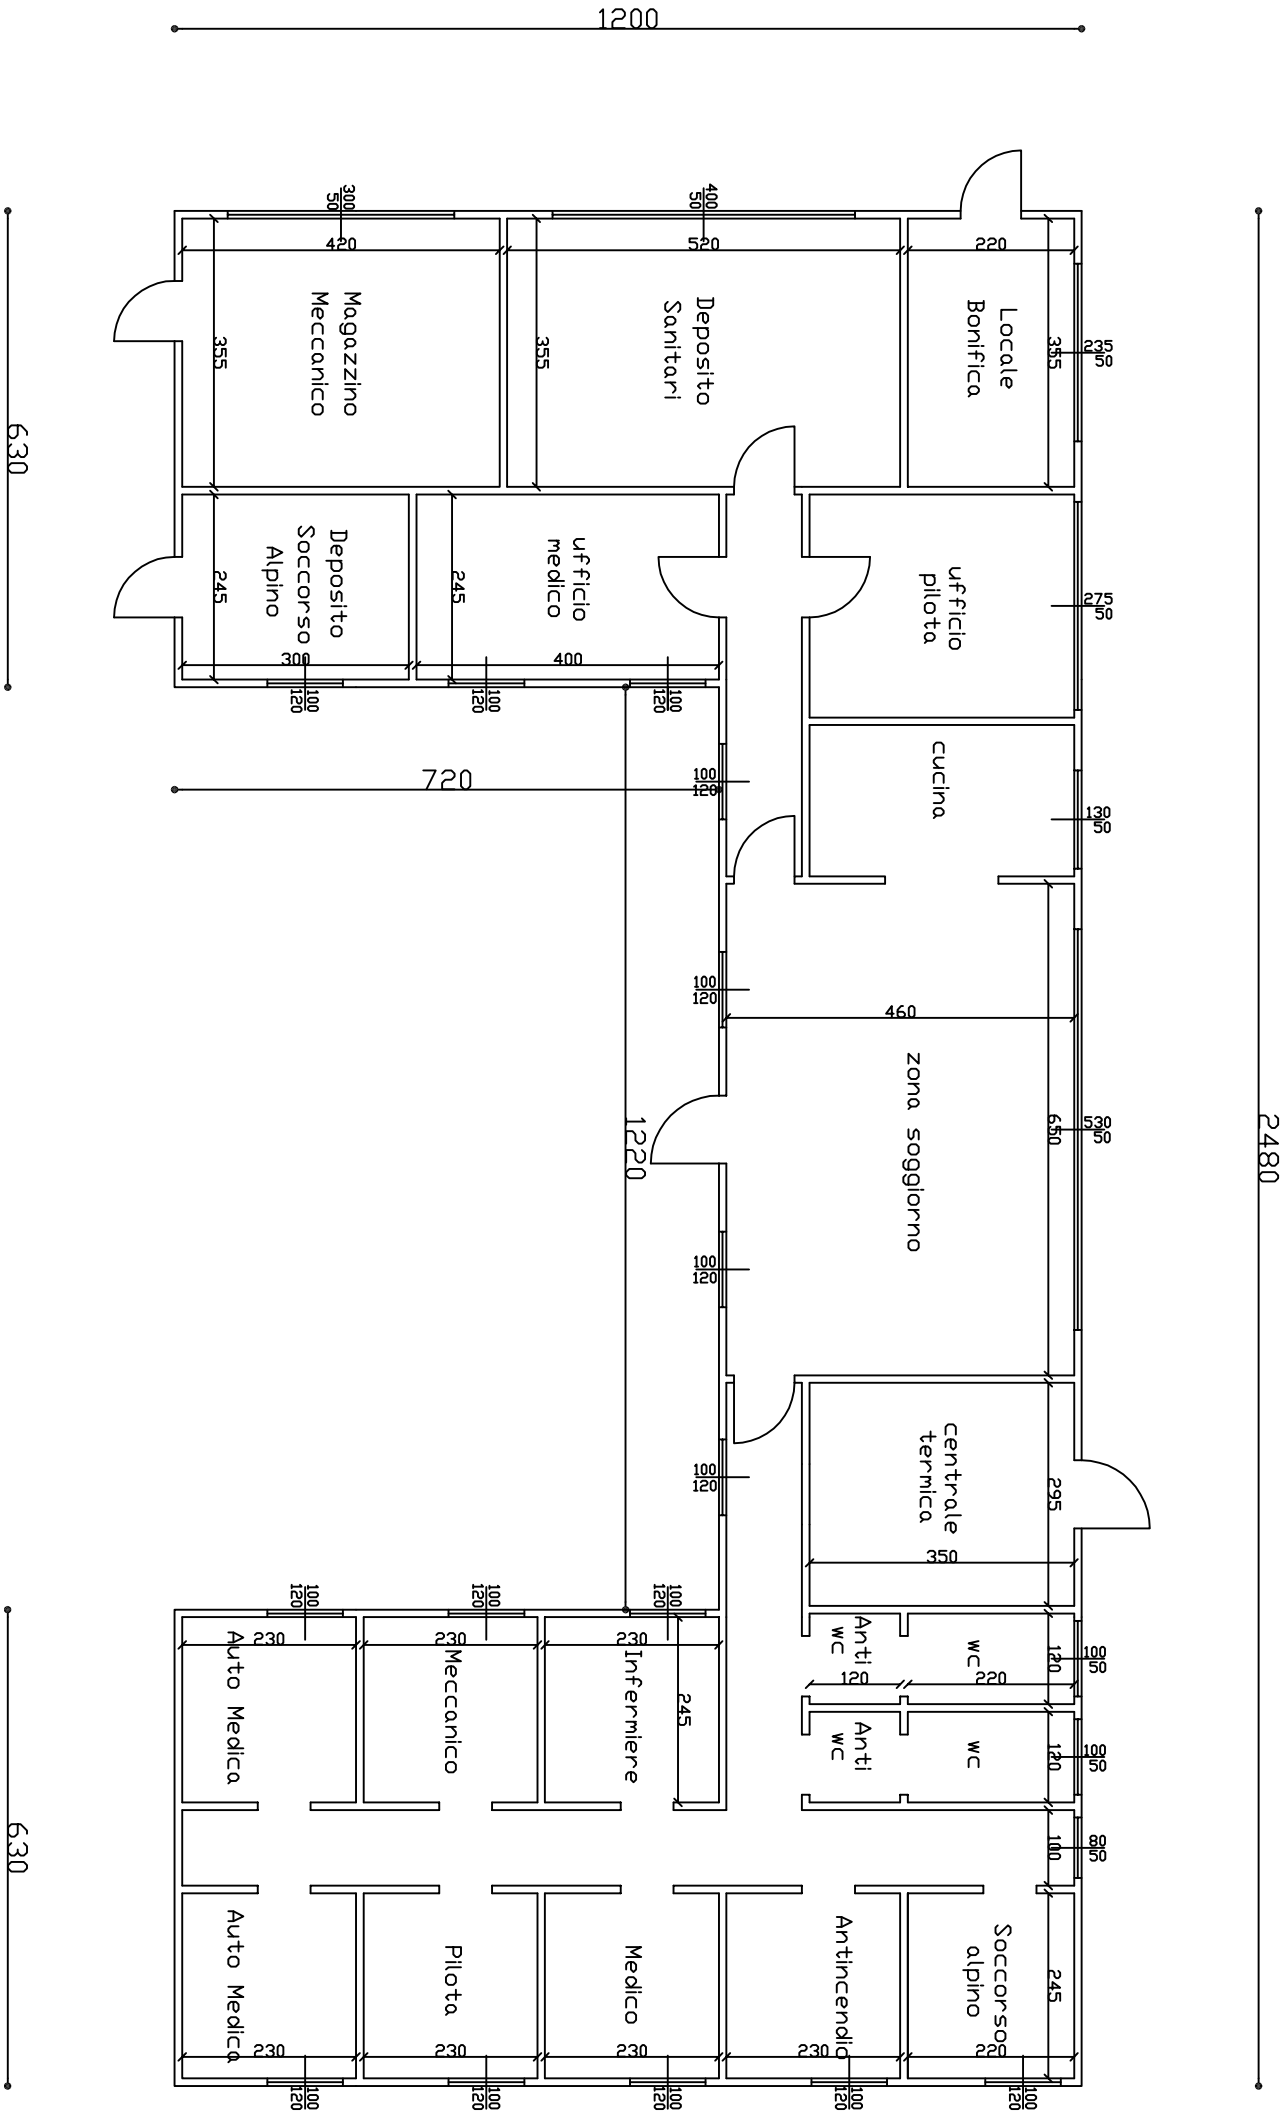 1200
300
50
400
50
420
520
220
Magazzino
Meccanico
355
Deposito
Sanitari
355
Locale
Bonifica
355
235
50
630
Deposito
Soccorso
Alpino
245
300
100
120
ufficio
medico
245
400
100
120
100
120
ufficio
pilota
275
50
720
100
120
cucina
130
50
100
120
460
zona soggiorno
650
530
50
1220
2480
100
120
100
120
centrale
termica
295
350
100
120
100
120
100
120
230
230
230
Auto Medica
Meccanico
Infermiere
245
Anti
wc
wc
120
100
50
120
220
Anti
wc
wc
120
100
50
100
80
50
630
Auto Medica
Pilota
Medico
Antincendio
Soccorso
alpino
245
230
230
230
230
220
100
120
100
120
100
120
100
120
100
120